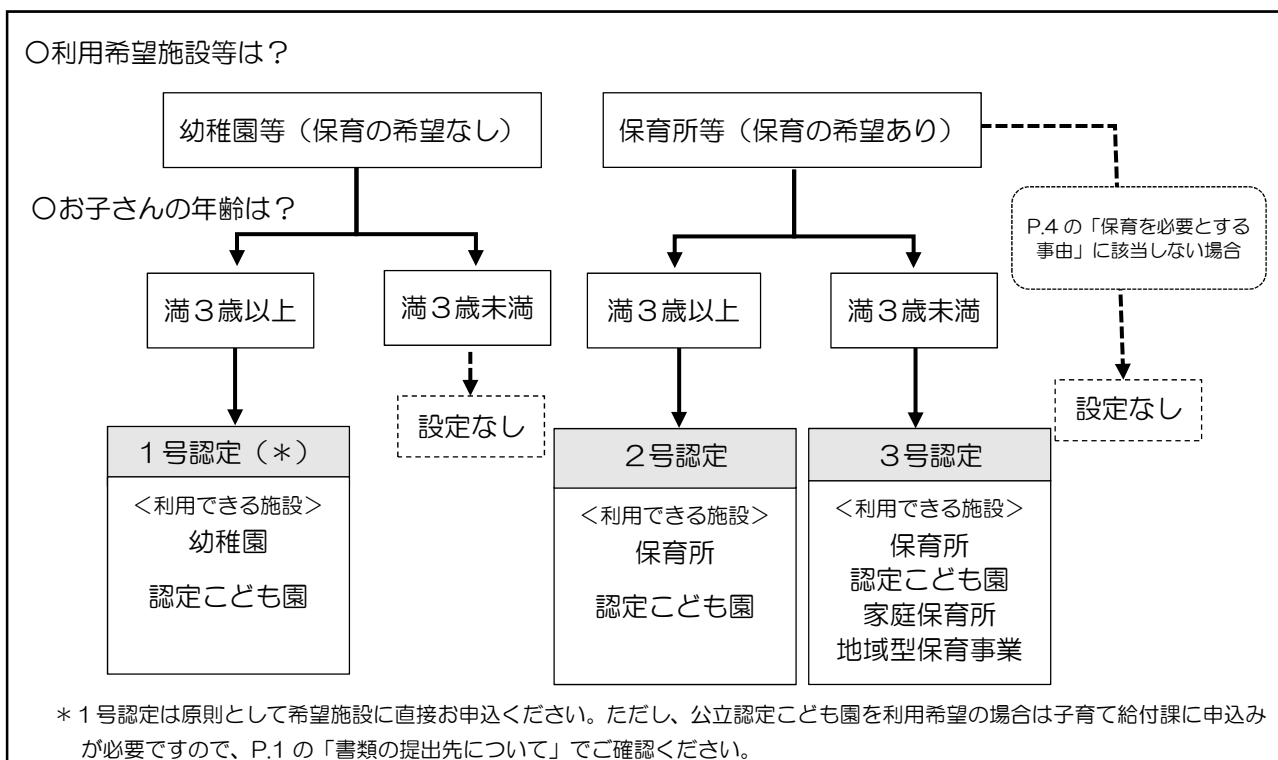 〇利用希望施設等は？
幼稚園等（保育の希望なし）
保育所等（保育の希望あり）
〇お子さんの年齢は？
P.4 の「保育を必要とする
事由」に該当しない場合
満３歳以上
満３歳未満
満３歳以上
満３歳未満
設定なし
設定なし
１号認定（＊）
＜利用できる施設＞
幼稚園
認定こども園
２号認定
＜利用できる施設＞
保育所
認定こども園
３号認定
＜利用できる施設＞
保育所
認定こども園
家庭保育所
地域型保育事業
＊１号認定は原則として希望施設に直接お申込ください。ただし、公立認定こども園を利用希望の場合は子育て給付課に申込み
が必要ですので、P.1 の「書類の提出先について」でご確認ください。